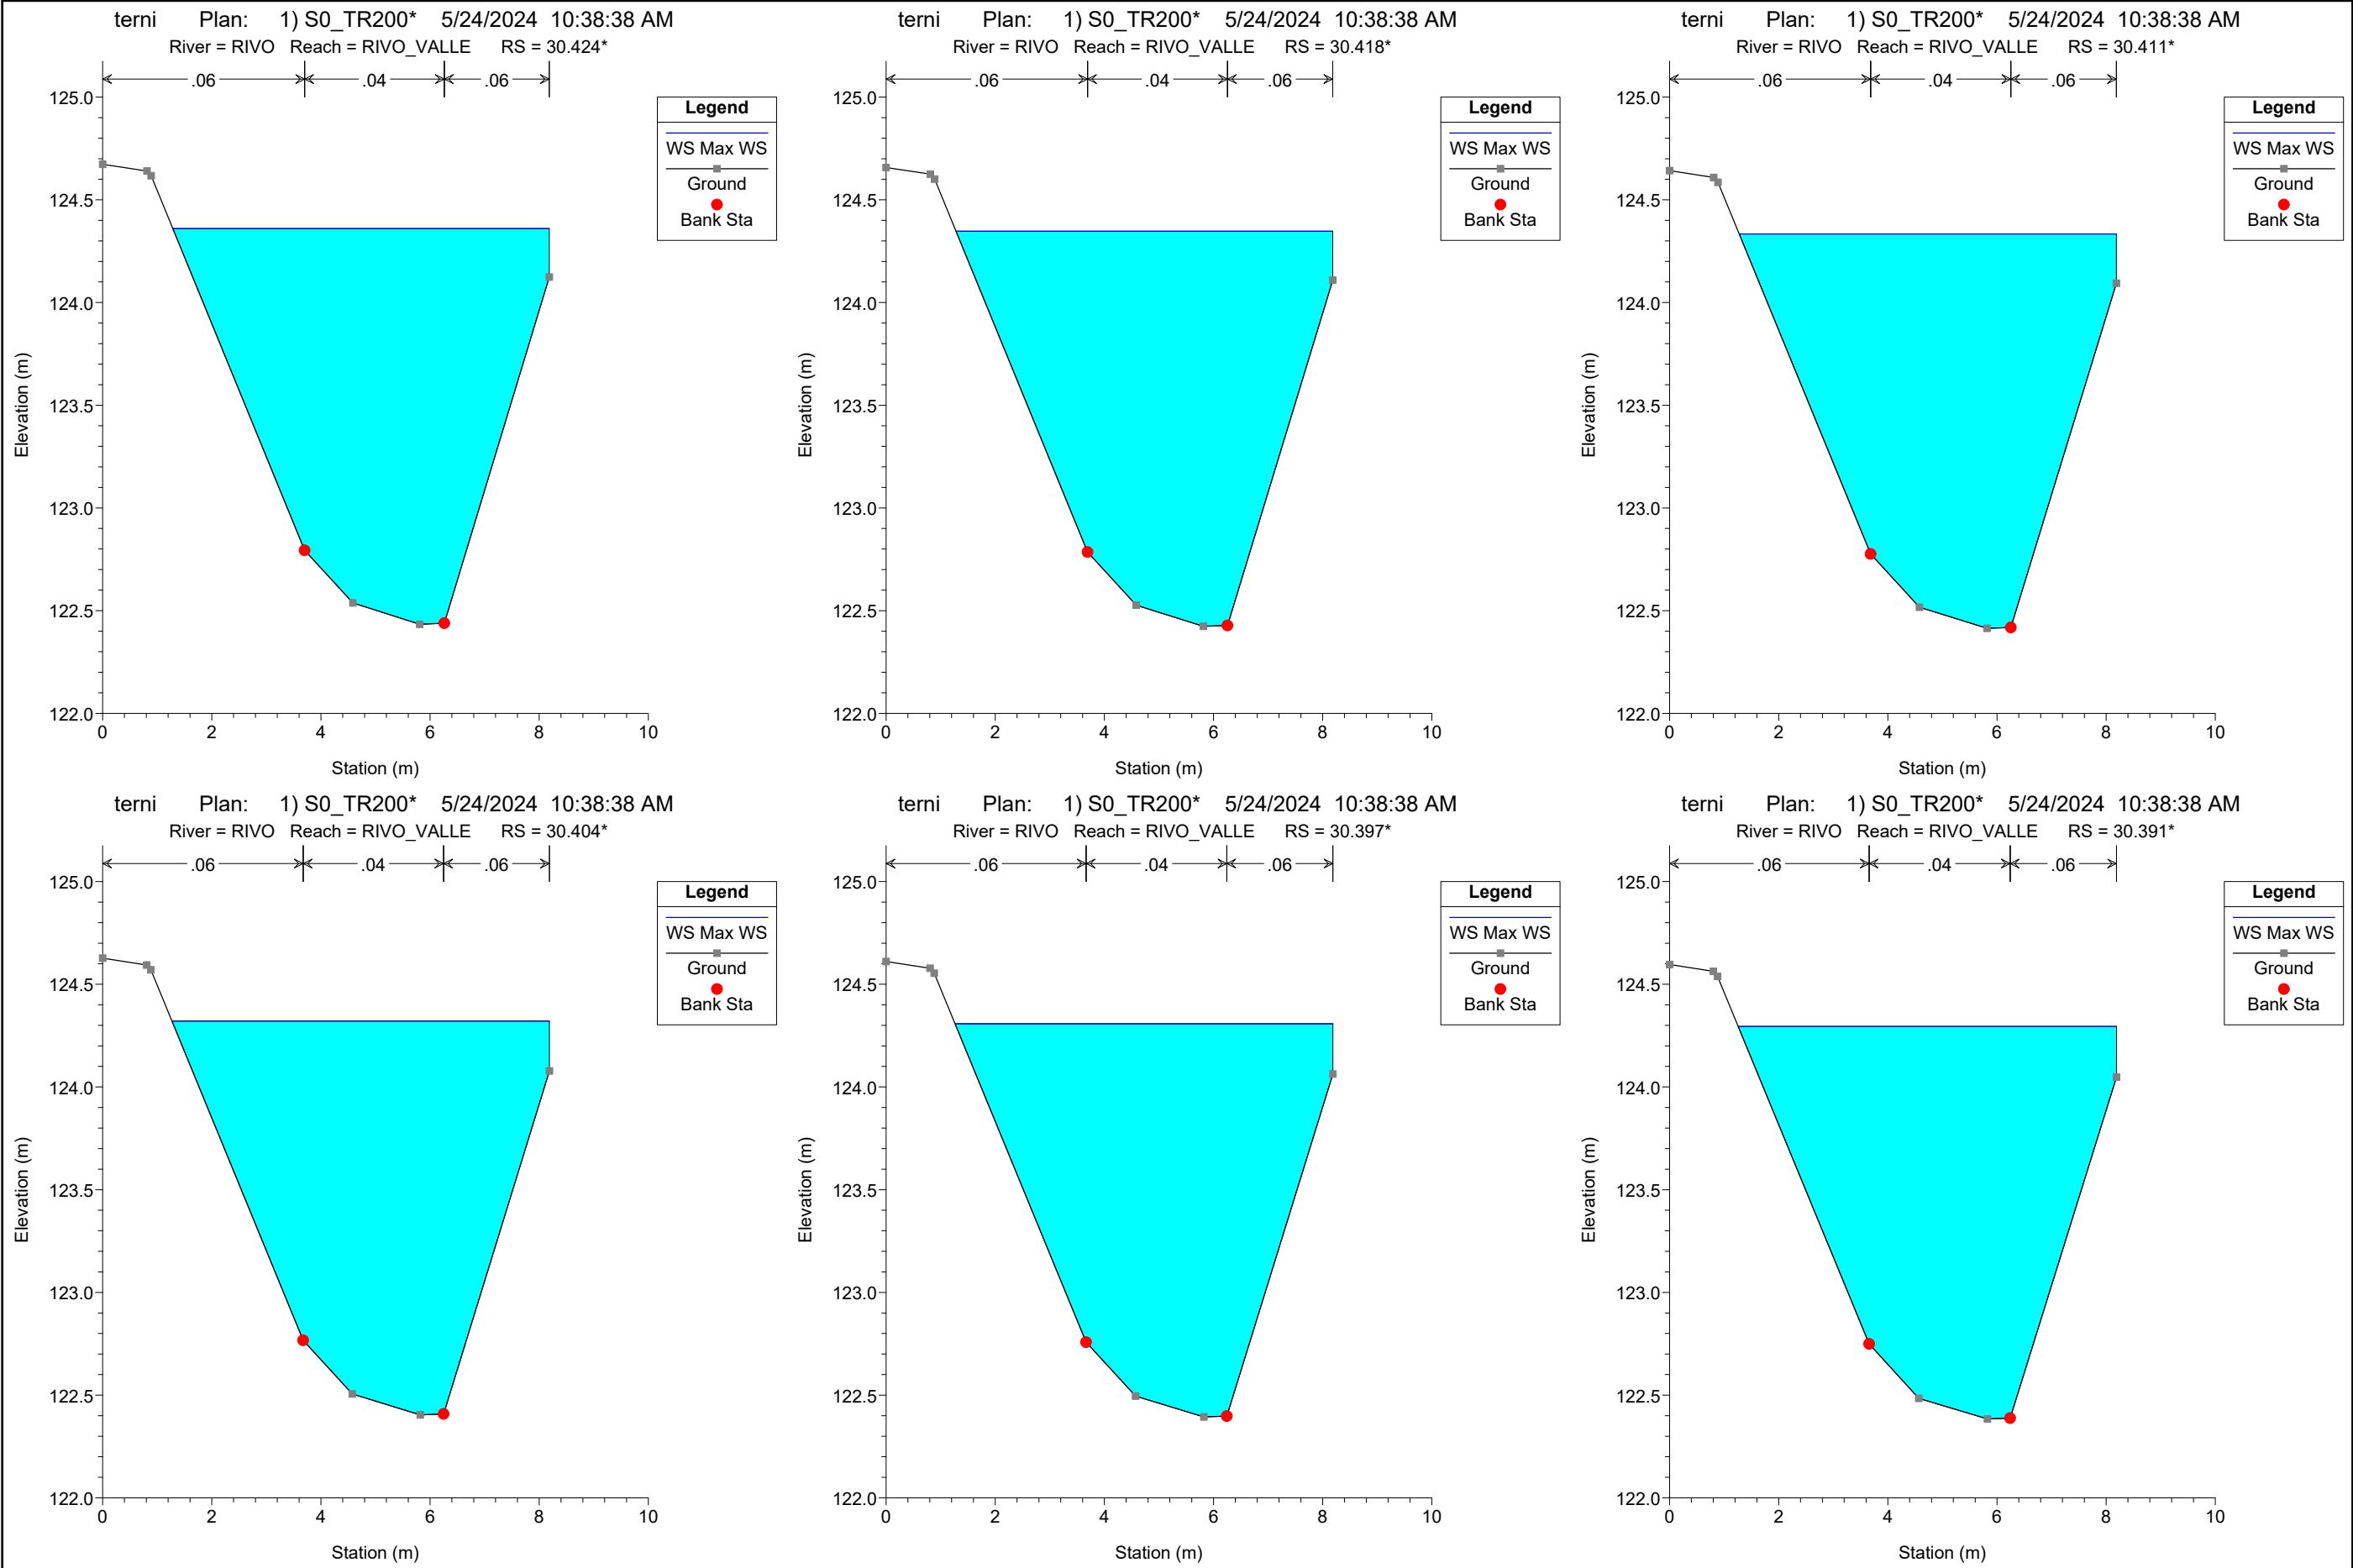 terni Plan: 1) S0_TR200* 5/24/2024 10:38:38 AM
River = RIVO Reach = RIVO_VALLE RS = 30.424*
.06 .04 .06
125.0
124.5
124.0
123.5
123.0
122.5
122.0
Elevation (m)
0 2 4 6 8 10
Station (m)
Legend
WS Max WS
Ground
Bank Sta
terni Plan: 1) S0_TR200* 5/24/2024 10:38:38 AM
River = RIVO Reach = RIVO_VALLE RS = 30.418*
.06 .04 .06
125.0
124.5
124.0
123.5
123.0
122.5
122.0
Elevation (m)
0 2 4 6 8 10
Station (m)
Legend
WS Max WS
Ground
Bank Sta
terni Plan: 1) S0_TR200* 5/24/2024 10:38:38 AM
River = RIVO Reach = RIVO_VALLE RS = 30.411*
.06 .04 .06
125.0
124.5
124.0
123.5
123.0
122.5
122.0
Elevation (m)
0 2 4 6 8 10
Station (m)
Legend
WS Max WS
Ground
Bank Sta
terni Plan: 1) S0_TR200* 5/24/2024 10:38:38 AM
River = RIVO Reach = RIVO_VALLE RS = 30.404*
.06 .04 .06
125.0
124.5
124.0
123.5
123.0
122.5
122.0
Elevation (m)
0 2 4 6 8 10
Station (m)
Legend
WS Max WS
Ground
Bank Sta
terni Plan: 1) S0_TR200* 5/24/2024 10:38:38 AM
River = RIVO Reach = RIVO_VALLE RS = 30.397*
.06 .04 .06
125.0
124.5
124.0
123.5
123.0
122.5
122.0
Elevation (m)
0 2 4 6 8 10
Station (m)
Legend
WS Max WS
Ground
Bank Sta
terni Plan: 1) S0_TR200* 5/24/2024 10:38:38 AM
River = RIVO Reach = RIVO_VALLE RS = 30.391*
.06 .04 .06
125.0
124.5
124.0
123.5
123.0
122.5
122.0
Elevation (m)
0 2 4 6 8 10
Station (m)
Legend
WS Max WS
Ground
Bank Sta